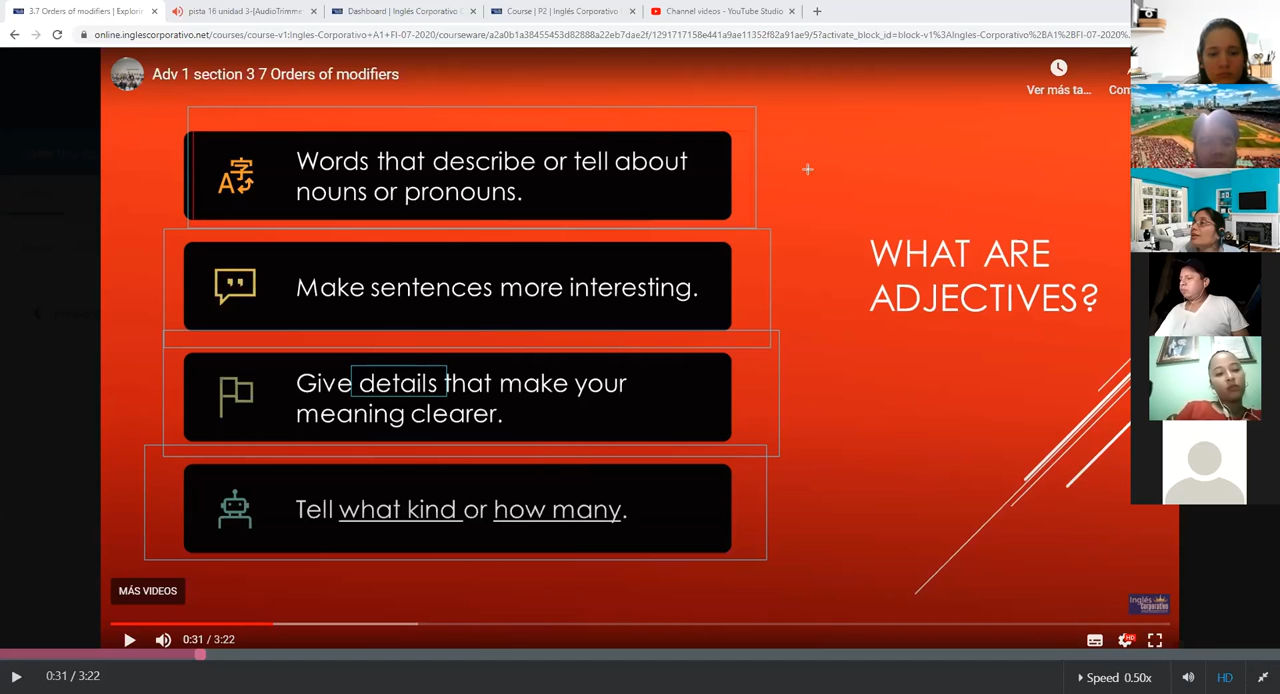 3.7 Orders of modifiers | Explorin
pista 16 unidad 3-[AudioTrimme
Dashboard | Inglés Corporativo
Course | P2 | Inglés Corporativo
Channel videos - YouTube Studio
Adv 1 section 3 7 Orders of modifiers
Ver más ta...
Words that describe or tell about
nouns or pronouns.
Make sentences more interesting.
Give details that make your
meaning clearer.
Tell what kind or how many.
WHAT ARE
ADJECTIVES?
MÁS VIDEOS
Inglés
Corporativo
0:31 / 3:22
HD
0:31 / 3:22
Speed 0.50x
HD